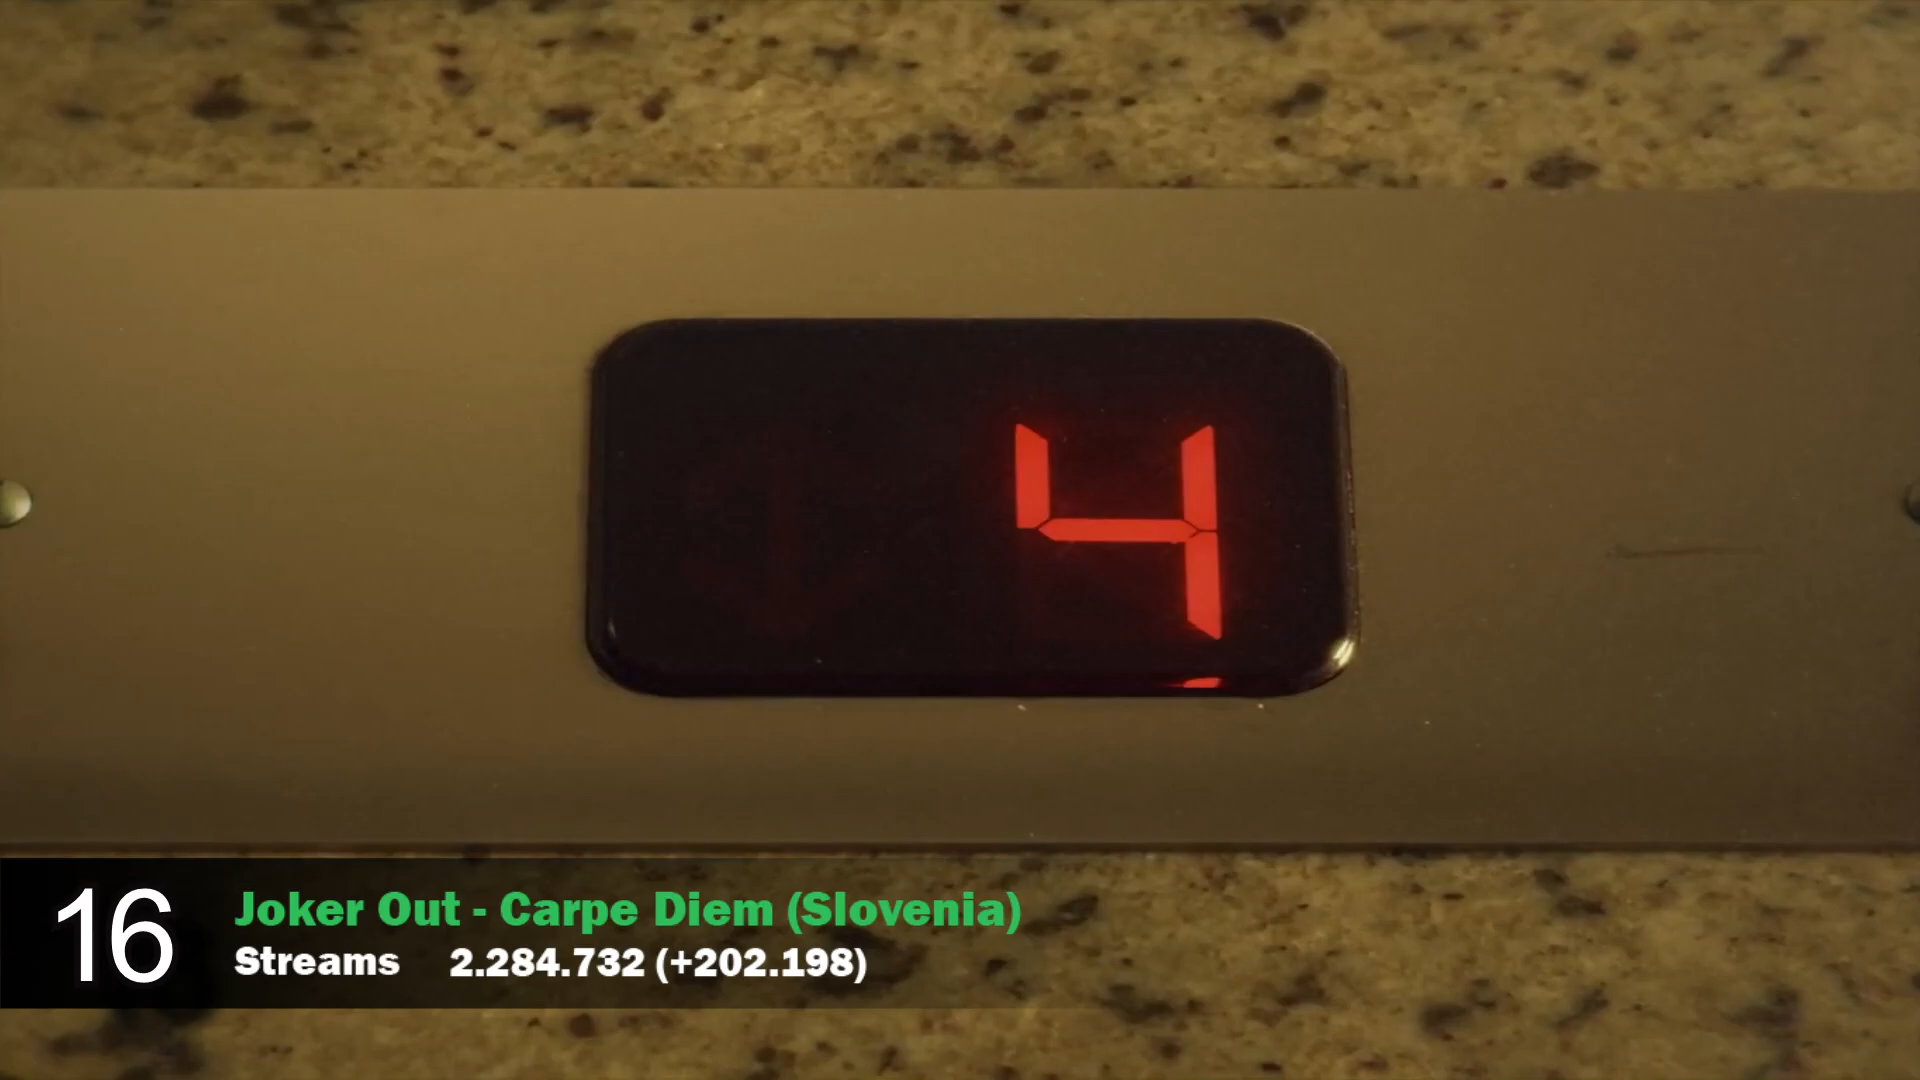 4
16
Joker Out - Carpe Diem (Slovenia)
Streams 2.284.732 (+202.198)